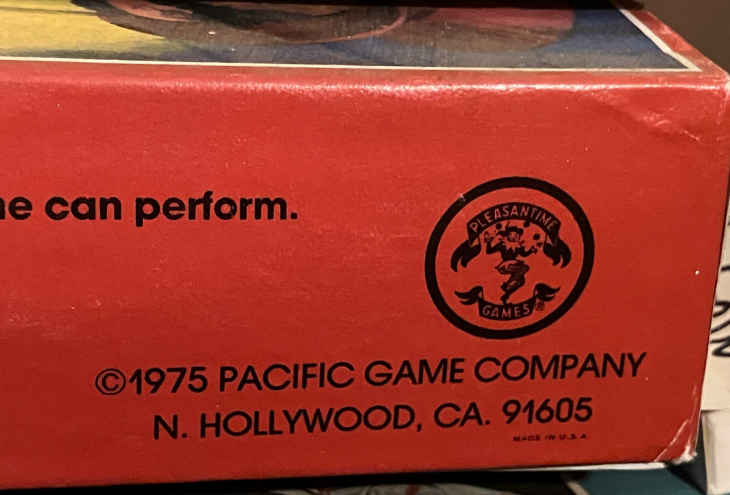 e can perform.
PLEASANTIME
GAMES®
©1975 PACIFIC GAME COMPANY
N. HOLLYWOOD, CA. 91605
MADE IN U.S.A.